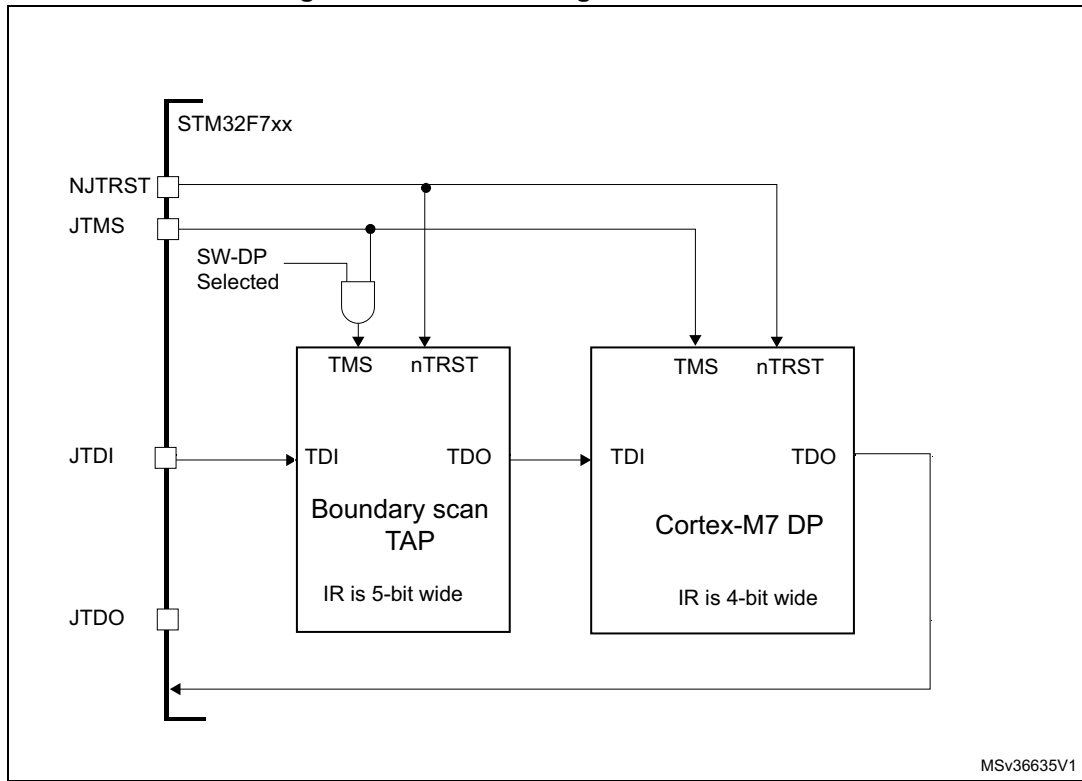 STM32F7xx
NJTRST
JTMS
SW-DP
Selected
TMS nTRST
TMS nTRST
JTDI
TDI TDO
TDI TDO
Boundary scan
TAP
Cortex-M7 DP
IR is 5-bit wide
IR is 4-bit wide
JTDO
MSv36635V1